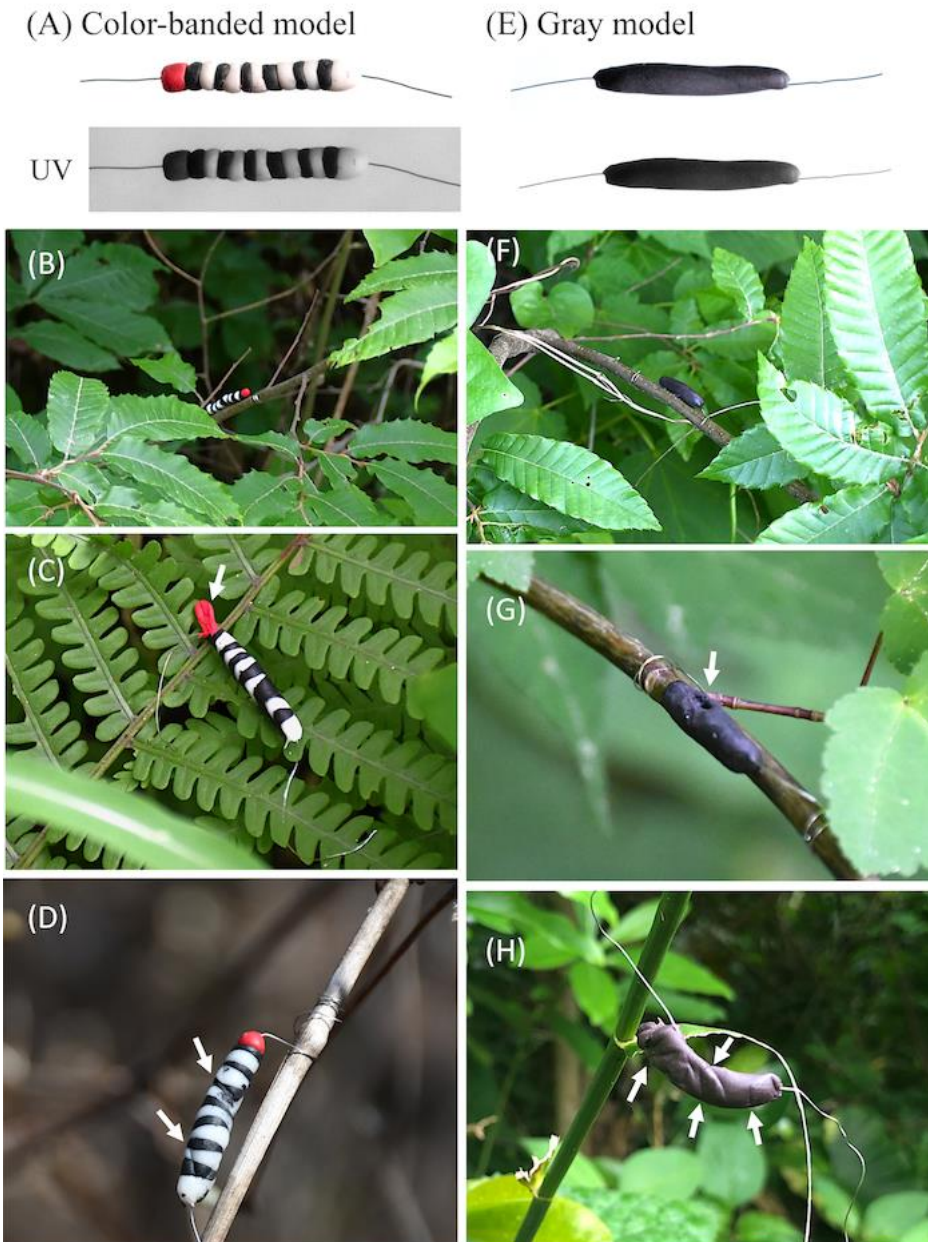 (A) Color-banded model
(E) Gray model
UV
(B)
(F)
(C)
(G)
(D)
(H)